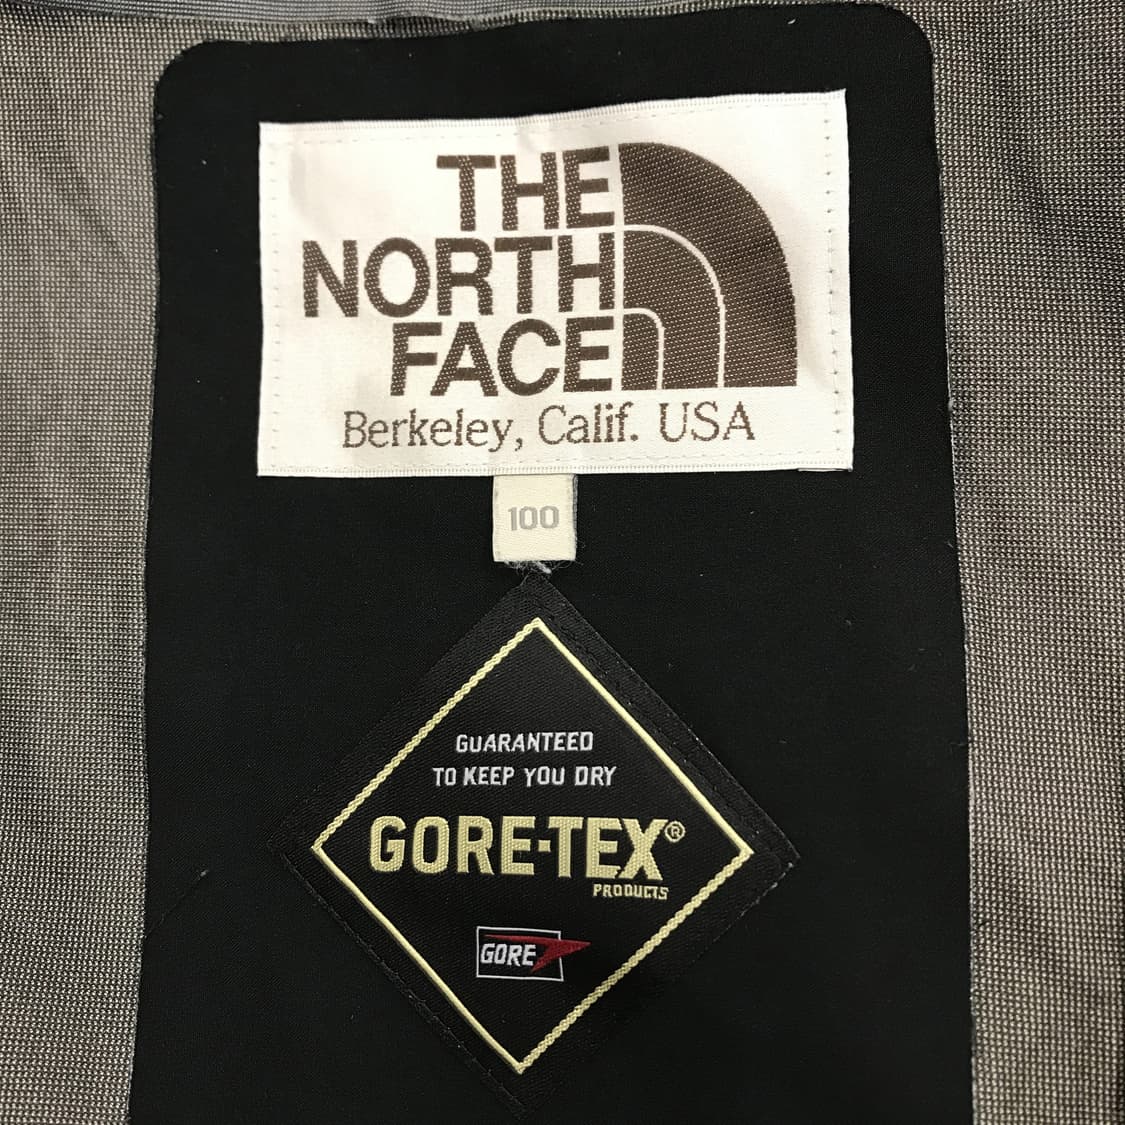 THE
NORTH
FACE
Berkeley, Calif. USA
100
GUARANTEED
TO KEEP YOU DRY
GORE-TEX®
PRODUCTS
GORE